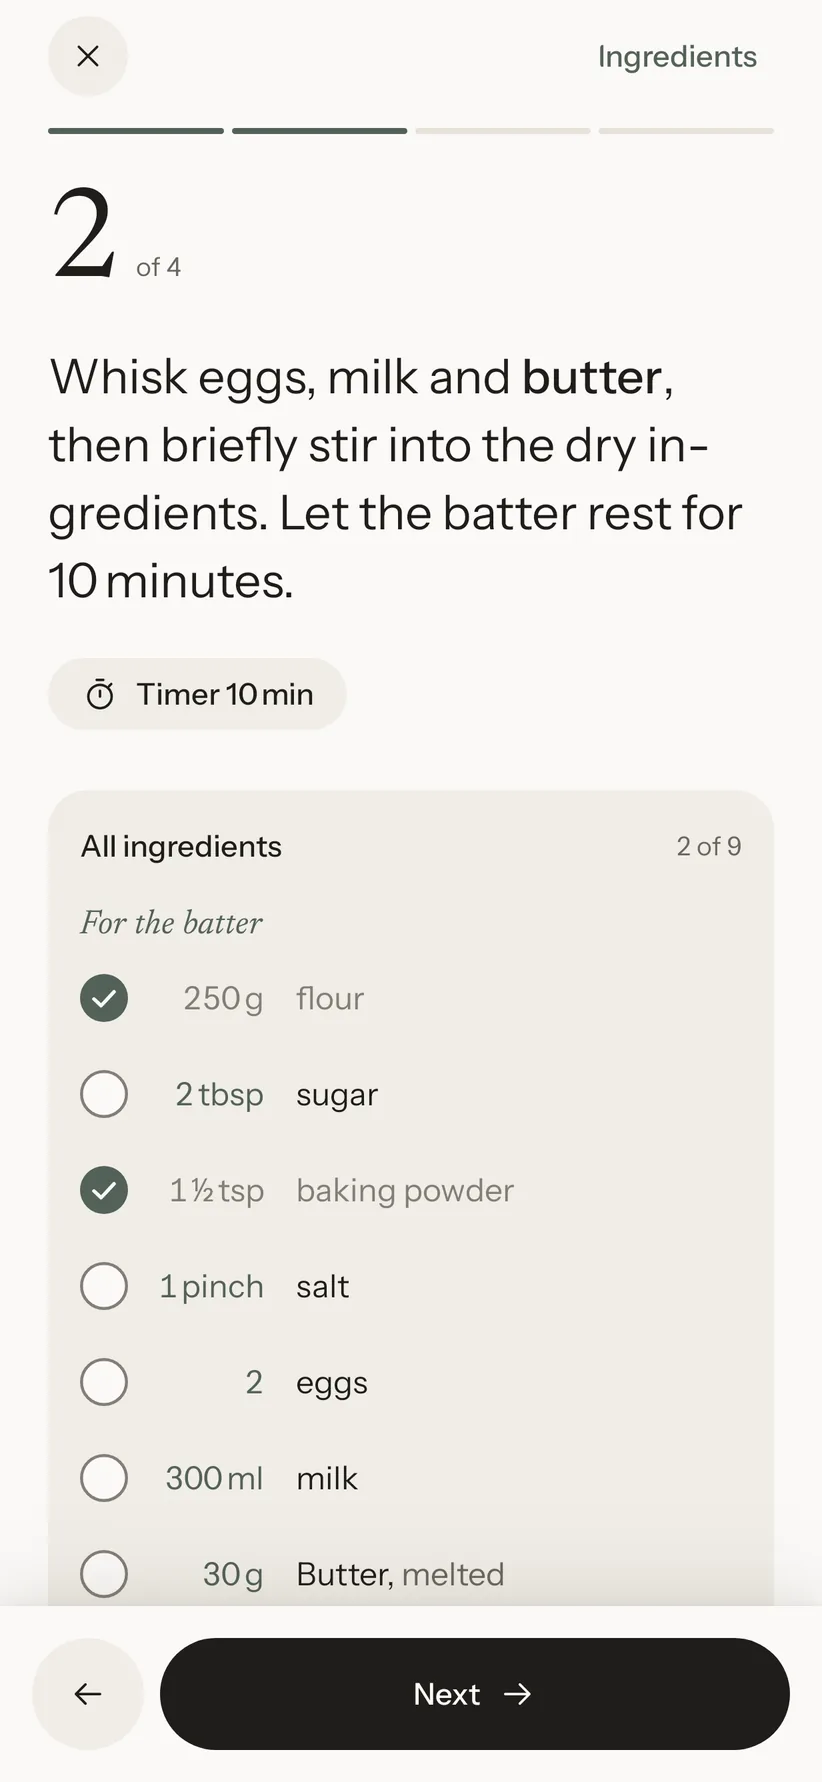 Ingredients
2 of 4
Whisk eggs, milk and butter,
then briefly stir into the dry in-
gredients. Let the batter rest for
10 minutes.
Timer 10 min
All ingredients 2 of 9
For the batter
250 g flour
2 tbsp sugar
1 ½ tsp baking powder
1 pinch salt
2 eggs
300 ml milk
30 g Butter, melted
Next